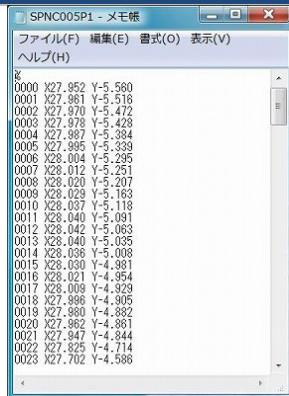 SPNC005P1 - メモ帳
ファイル(F) 編集(E) 書式(O) 表示(V)
ヘルプ(H)
%
0000 X27.952 Y-5.560
0001 X27.961 Y-5.516
0002 X27.970 Y-5.472
0003 X27.978 Y-5.428
0004 X27.987 Y-5.384
0005 X27.995 Y-5.339
0006 X28.004 Y-5.295
0007 X28.012 Y-5.251
0008 X28.020 Y-5.207
0009 X28.029 Y-5.163
0010 X28.037 Y-5.118
0011 X28.040 Y-5.091
0012 X28.042 Y-5.063
0013 X28.040 Y-5.035
0014 X28.036 Y-5.008
0015 X28.030 Y-4.981
0016 X28.021 Y-4.954
0017 X28.009 Y-4.929
0018 X27.996 Y-4.905
0019 X27.980 Y-4.882
0020 X27.962 Y-4.861
0021 X27.947 Y-4.844
0022 X27.825 Y-4.714
0023 X27.702 Y-4.586